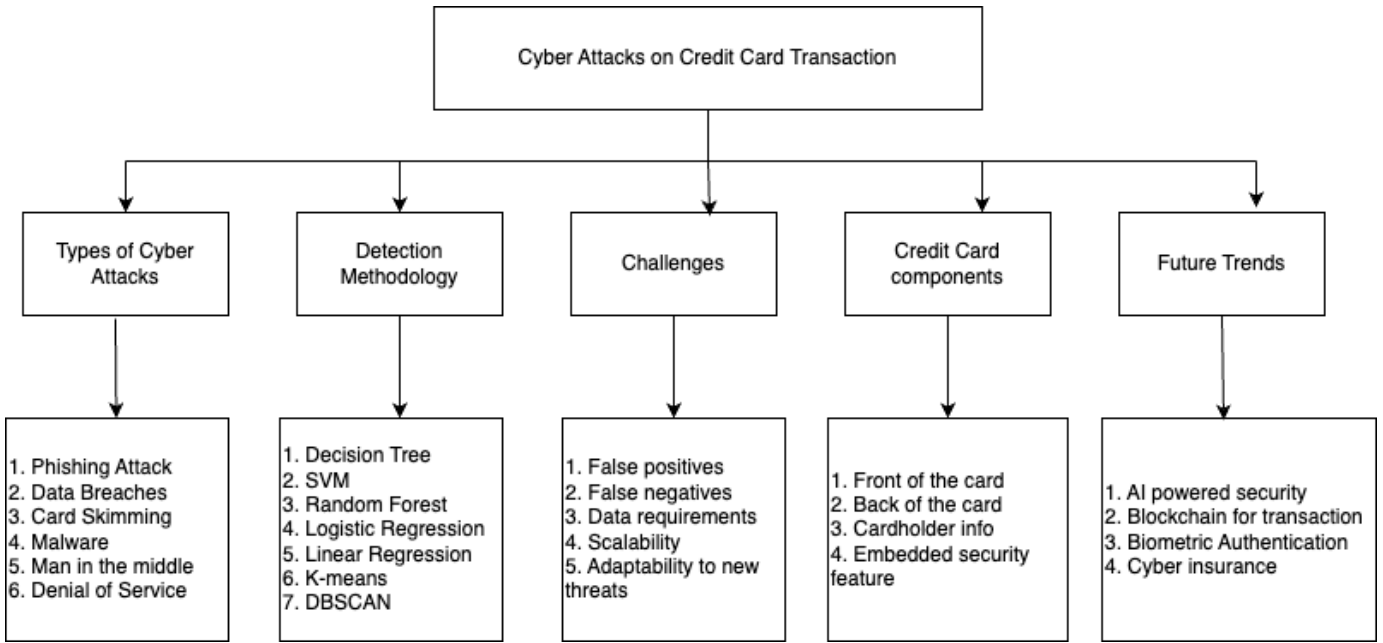 Cyber Attacks on Credit Card Transaction
Types of Cyber
Attacks
Detection
Methodology
Challenges
Credit Card
components
Future Trends
1. Phishing Attack
2. Data Breaches
3. Card Skimming
4. Malware
5. Man in the middle
6. Denial of Service
1. Decision Tree
2. SVM
3. Random Forest
4. Logistic Regression
5. Linear Regression
6. K-means
7. DBSCAN
1. False positives
2. False negatives
3. Data requirements
4. Scalability
5. Adaptability to new
threats
1. Front of the card
2. Back of the card
3. Cardholder info
4. Embedded security
feature
1. AI powered security
2. Blockchain for transaction
3. Biometric Authentication
4. Cyber insurance